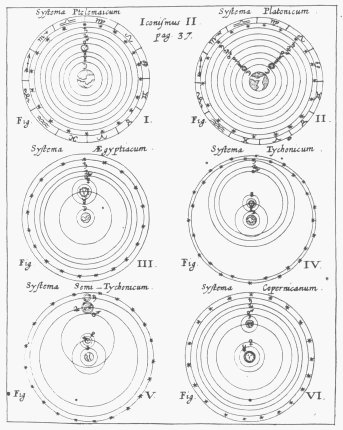 Systema Ptolemaicum
Iconismus II
pag 37.
Systema Platonicum
Fig.
I.
Fig.
II.
Systema Ægyptiacum.
Systema Tychonicum.
Fig
III
Fig
IV.
Systema Semi-Tychonicum.
Systema Copernicanum.
Fig
V
Fig.
VI.